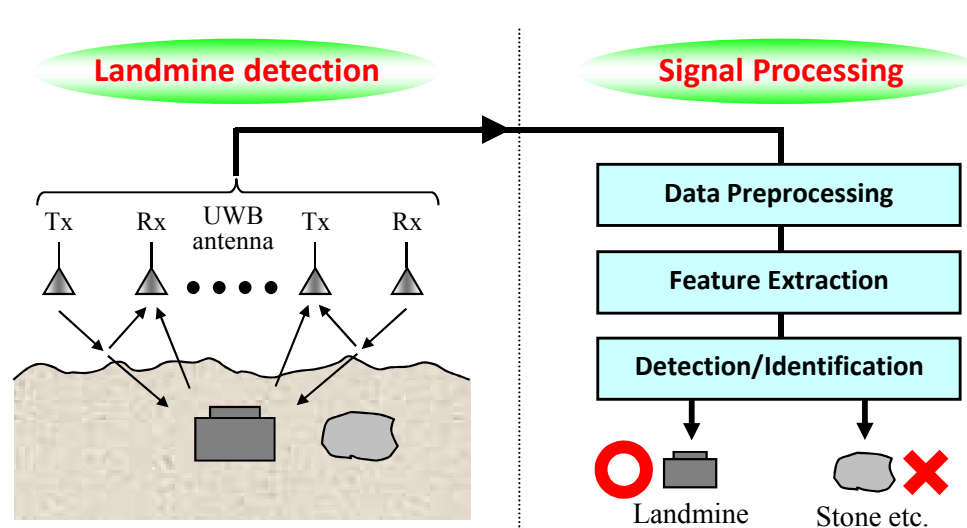 Landmine detection
Signal Processing
Tx
Rx
UWB
antenna
Tx
Rx
Data Preprocessing
Feature Extraction
Detection/Identification
Landmine
Stone etc.